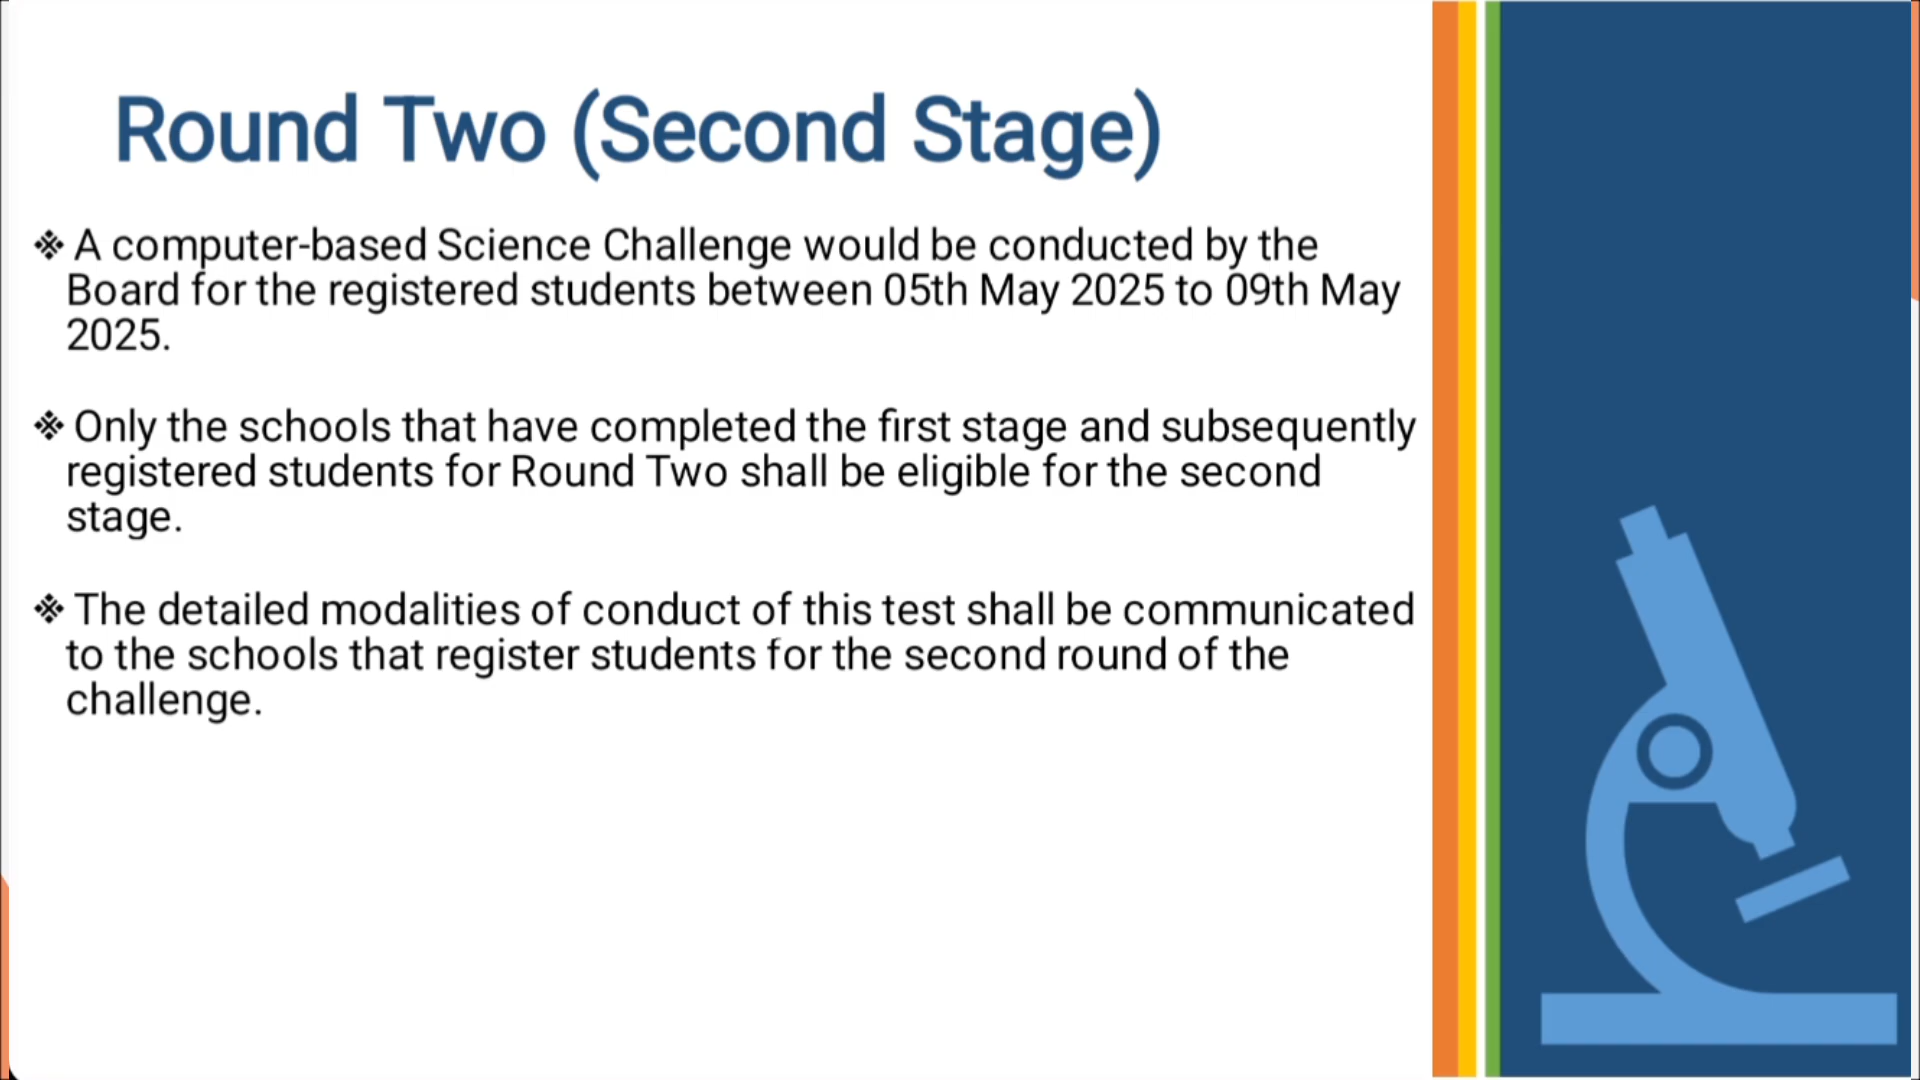 Round Two (Second Stage)
❖ A computer-based Science Challenge would be conducted by the
Board for the registered students between 05th May 2025 to 09th May
2025.
❖ Only the schools that have completed the first stage and subsequently
registered students for Round Two shall be eligible for the second
stage.
❖ The detailed modalities of conduct of this test shall be communicated
to the schools that register students for the second round of the
challenge.